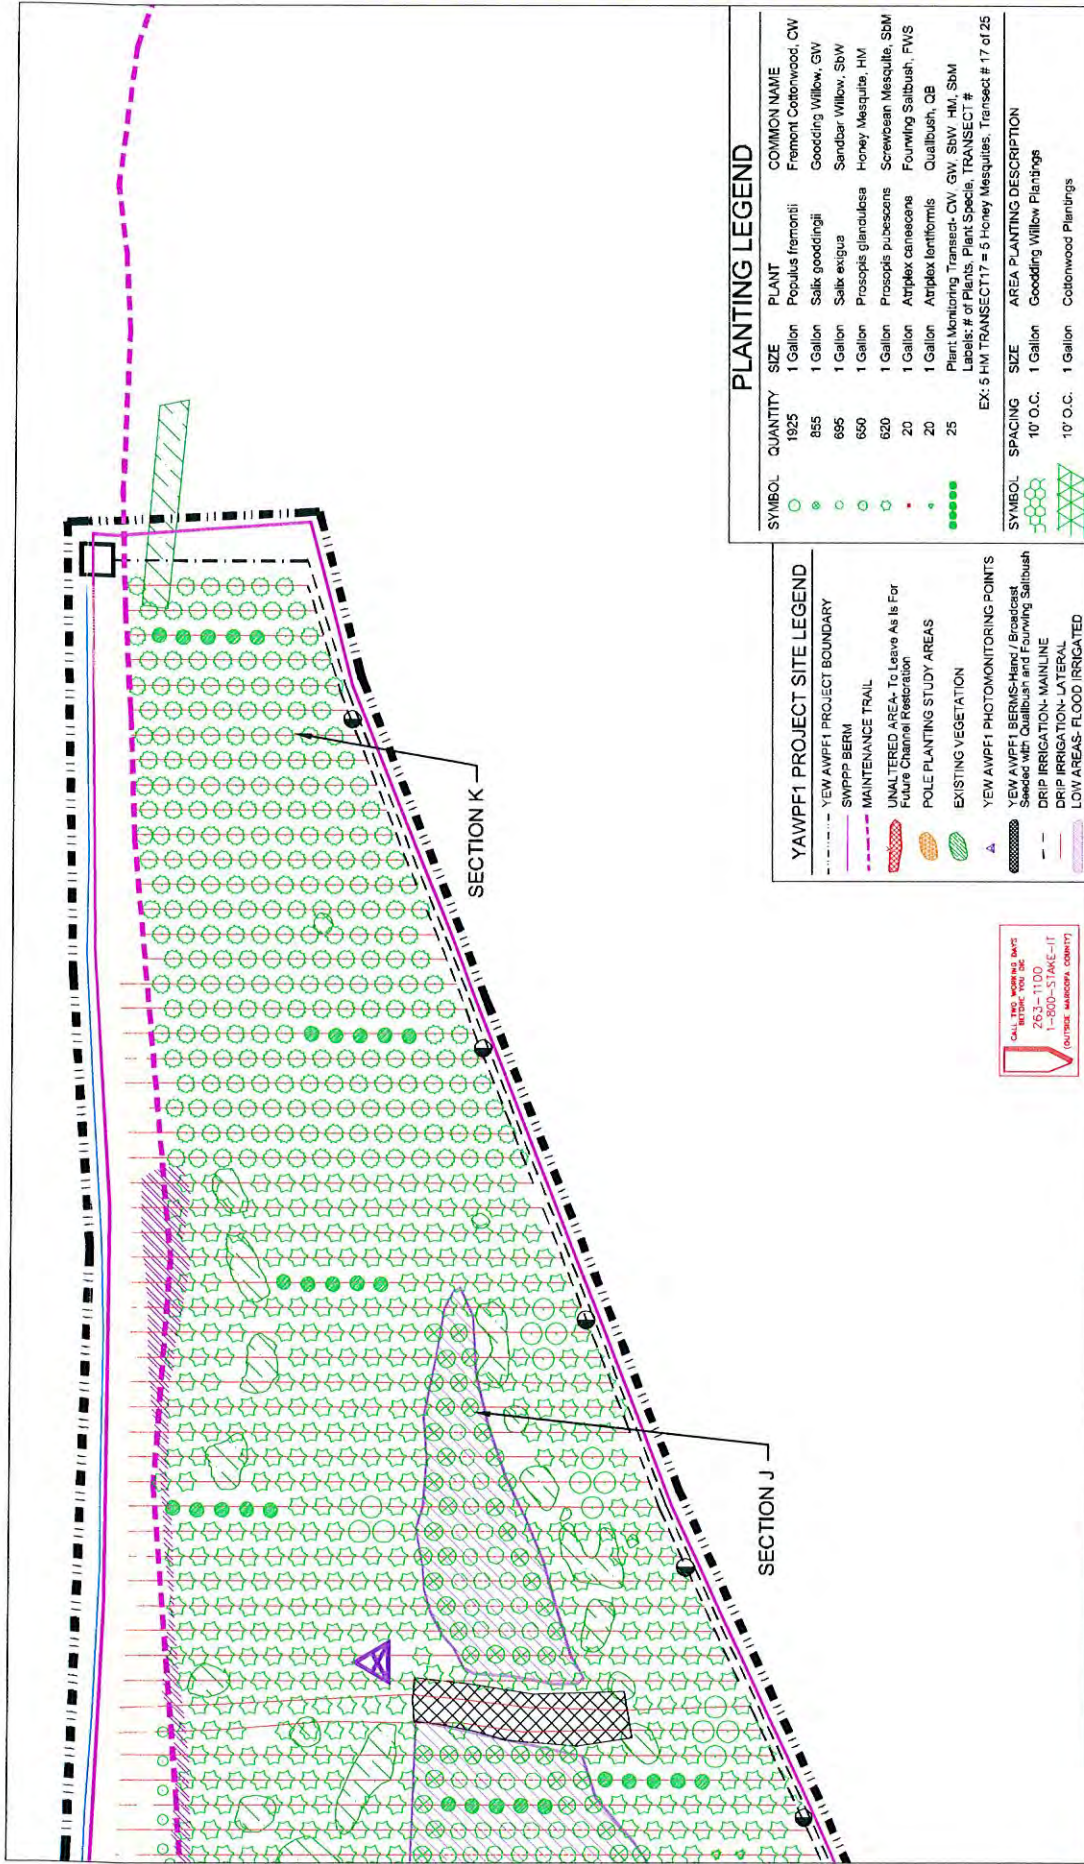 SECTION K
SECTION J
PLANTING LEGEND
SYMBOL QUANTITY SIZE PLANT COMMON NAME
1925 1 Gallon Populus fremontii Fremont Cottonwood, CW
855 1 Gallon Salix gooddingii Goodding Willow, GW
695 1 Gallon Salix exigua Sandbar Willow, SbW
650 1 Gallon Prosopis glandulosa Honey Mesquite, HM
620 1 Gallon Prosopis pubescens Screwbean Mesquite, SbM
20 1 Gallon Atriplex canescens Fourwing Saltbush, FWS
20 1 Gallon Atriplex lentiformis Quailbush, QB
25 Plant Monitoring Transect- CW, GW, SbW, HM, SbM
Labels: # of Plants, Plant Specie, TRANSECT #
EX: 5 HM TRANSECT17 = 5 Honey Mesquites, Transect # 17 of 25
SYMBOL SPACING SIZE AREA PLANTING DESCRIPTION
10' O.C. 1 Gallon Goodding Willow Plantings
10' O.C. 1 Gallon Cottonwood Plantings
YAWPF1 PROJECT SITE LEGEND
YEW AWPF1 PROJECT BOUNDARY
SWPPP BERM
MAINTENANCE TRAIL
UNALTERED AREA- To Leave As Is For
Future Channel Restoration
POLE PLANTING STUDY AREAS
EXISTING VEGETATION
YEW AWPF1 PHOTOMONITORING POINTS
YEW AWPF1 BERMS-Hand / Broadcast
Seeded with Quailbush and Fourwing Saltbush
DRIP IRRIGATION- MAINLINE
DRIP IRRIGATION- LATERAL
LOW AREAS- FLOOD IRRIGATED
CALL TWO WORKING DAYS
BEFORE YOU DIG
263-1100
1-800-STAKE-IT
(OUTSIDE MARICOPA COUNTY)